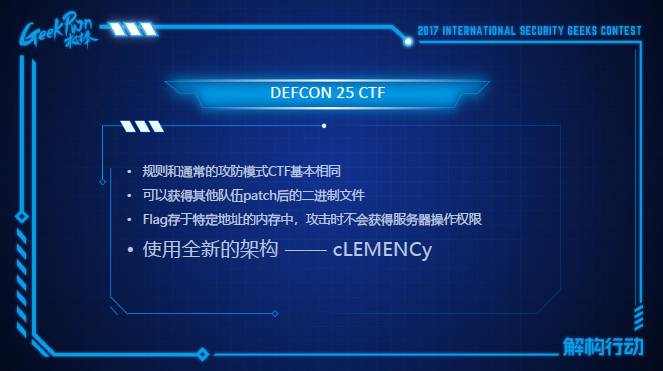 GeekPwn 极棒
2017 INTERNATIONAL SECURITY GEEKS CONTEST
DEFCON 25 CTF
• 规则和通常的攻防模式CTF基本相同
• 可以获得其他队伍patch后的二进制文件
• Flag存于特定地址的内存中，攻击时不会获得服务器操作权限
• 使用全新的架构 —— cLEMENCy
解构行动